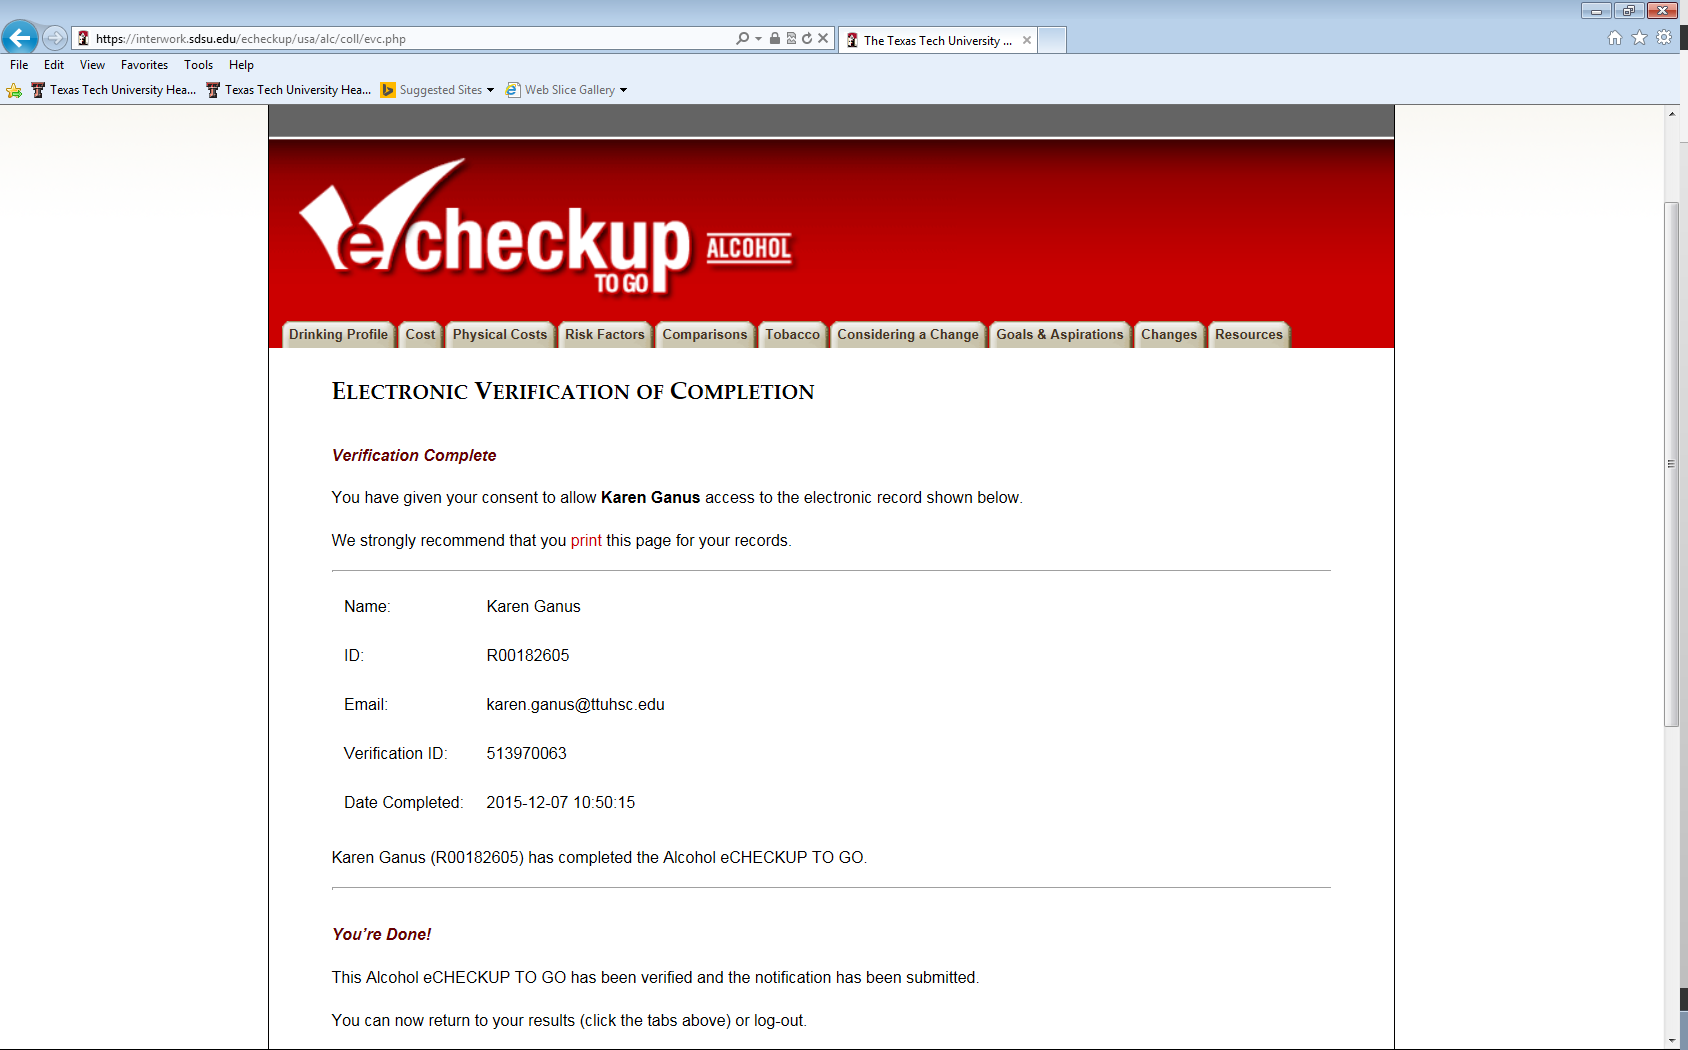 https://interwork.sdsu.edu/echeckup/usa/alc/coll/evc.php
The Texas Tech University ...
File Edit View Favorites Tools Help
Texas Tech University Hea... Texas Tech University Hea... Suggested Sites Web Slice Gallery
echeckup
TO GO
ALCOHOL
Drinking Profile Cost Physical Costs Risk Factors Comparisons Tobacco Considering a Change Goals & Aspirations Changes Resources
ELECTRONIC VERIFICATION OF COMPLETION
Verification Complete
You have given your consent to allow Karen Ganus access to the electronic record shown below.
We strongly recommend that you print this page for your records.
Name: Karen Ganus
ID: R00182605
Email: karen.ganus@ttuhsc.edu
Verification ID: 513970063
Date Completed: 2015-12-07 10:50:15
Karen Ganus (R00182605) has completed the Alcohol eCHECKUP TO GO.
You're Done!
This Alcohol eCHECKUP TO GO has been verified and the notification has been submitted.
You can now return to your results (click the tabs above) or log-out.